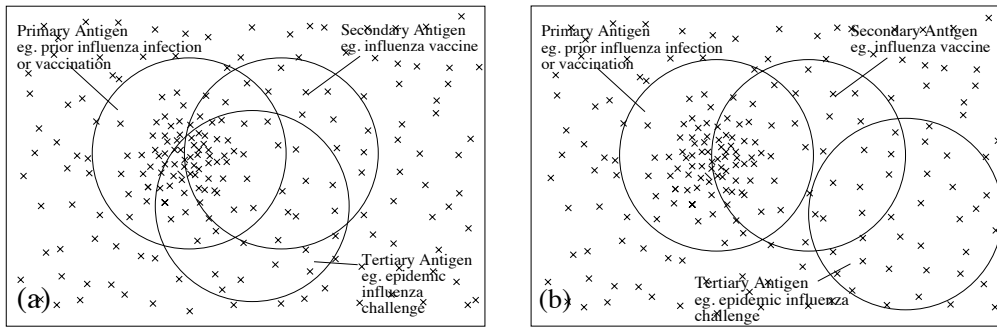 Primary Antigen
eg. prior influenza infection
or vaccination
Secondary Antigen
eg. influenza vaccine
Tertiary Antigen
eg. epidemic
influenza
challenge
(a)
Primary Antigen
eg. prior influenza infection
or vaccination
Secondary Antigen
eg. influenza vaccine
Tertiary Antigen
eg. epidemic influenza
challenge
(b)